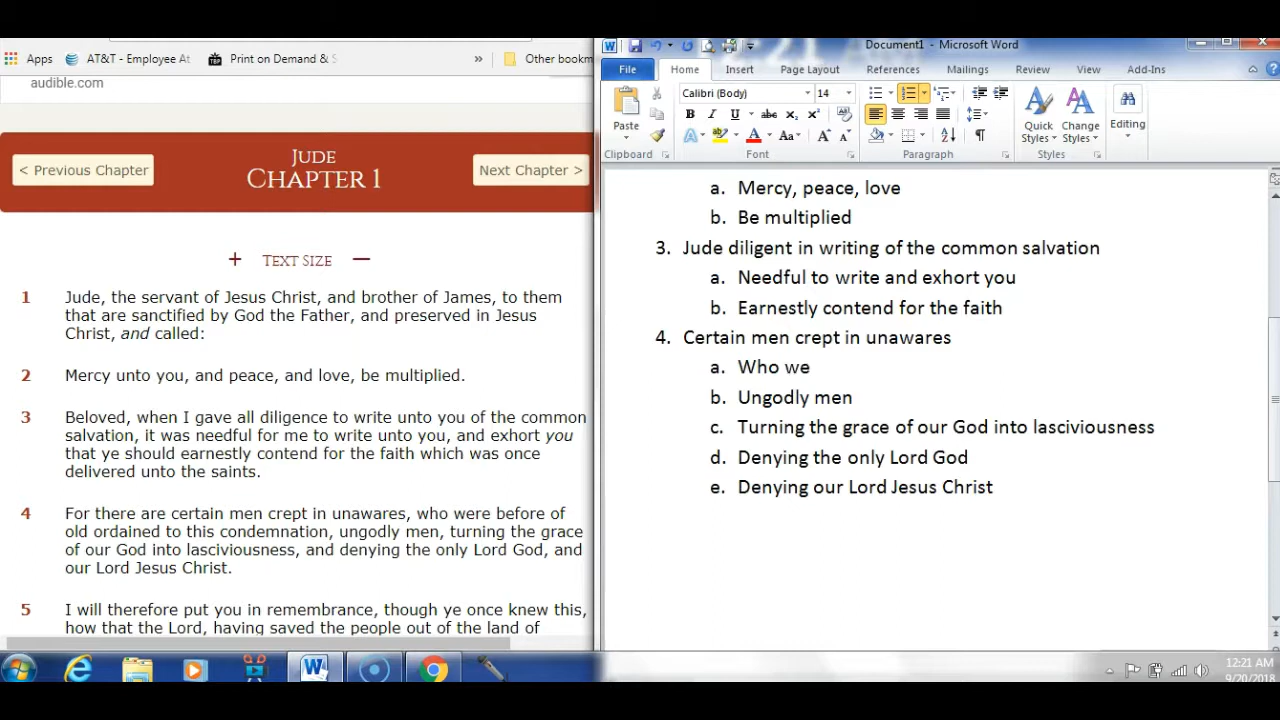 Apps
AT&T - Employee At
Print on Demand & S
»
Other bookm
audible.com
< Previous Chapter
JUDE
CHAPTER 1
Next Chapter >
+ TEXT SIZE −
1 Jude, the servant of Jesus Christ, and brother of James, to them
that are sanctified by God the Father, and preserved in Jesus
Christ, and called:
2 Mercy unto you, and peace, and love, be multiplied.
3 Beloved, when I gave all diligence to write unto you of the common
salvation, it was needful for me to write unto you, and exhort you
that ye should earnestly contend for the faith which was once
delivered unto the saints.
4 For there are certain men crept in unawares, who were before of
old ordained to this condemnation, ungodly men, turning the grace
of our God into lasciviousness, and denying the only Lord God, and
our Lord Jesus Christ.
5 I will therefore put you in remembrance, though ye once knew this,
how that the Lord, having saved the people out of the land of
Document1 - Microsoft Word
File Home Insert Page Layout References Mailings Review View Add-Ins
Calibri (Body) 14
Paste
Quick Styles
Change Styles
Editing
Clipboard Font Paragraph Styles
a. Mercy, peace, love
b. Be multiplied
3. Jude diligent in writing of the common salvation
a. Needful to write and exhort you
b. Earnestly contend for the faith
4. Certain men crept in unawares
a. Who we
b. Ungodly men
c. Turning the grace of our God into lasciviousness
d. Denying the only Lord God
e. Denying our Lord Jesus Christ
12:21 AM
9/20/2018